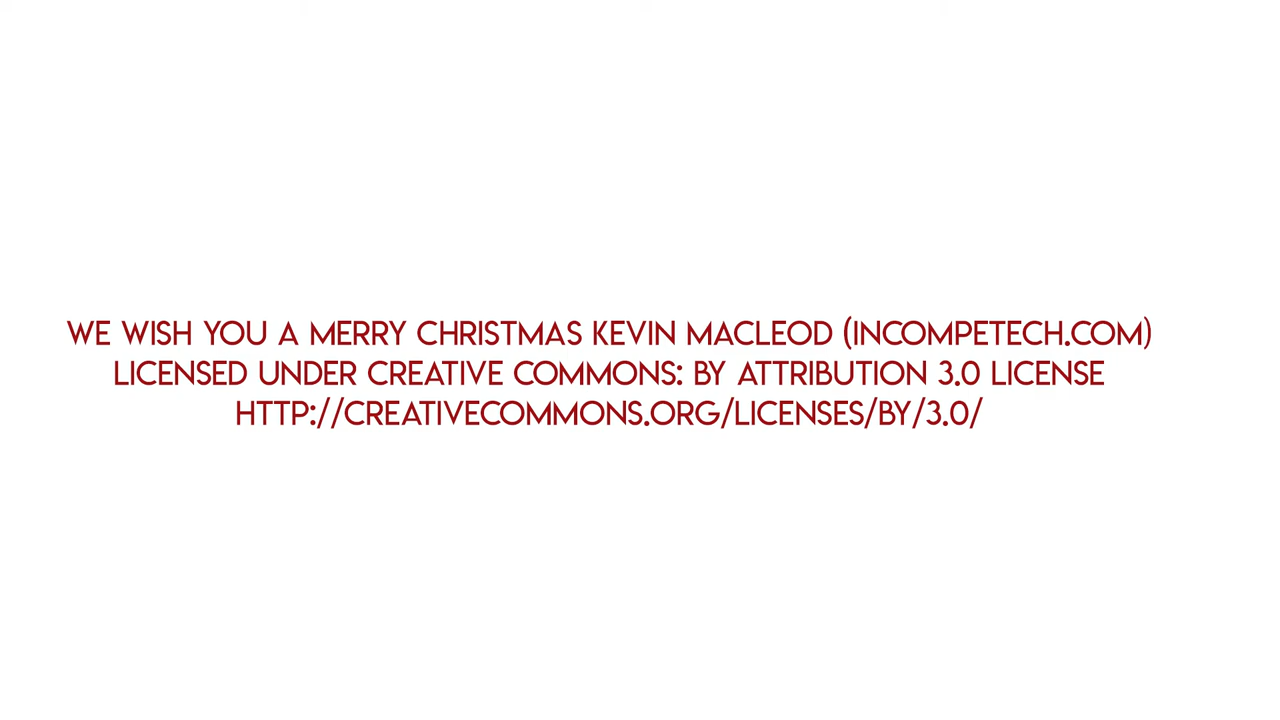 WE WISH YOU A MERRY CHRISTMAS KEVIN MACLEOD (INCOMPETECH.COM)
LICENSED UNDER CREATIVE COMMONS: BY ATTRIBUTION 3.0 LICENSE
HTTP://CREATIVECOMMONS.ORG/LICENSES/BY/3.0/